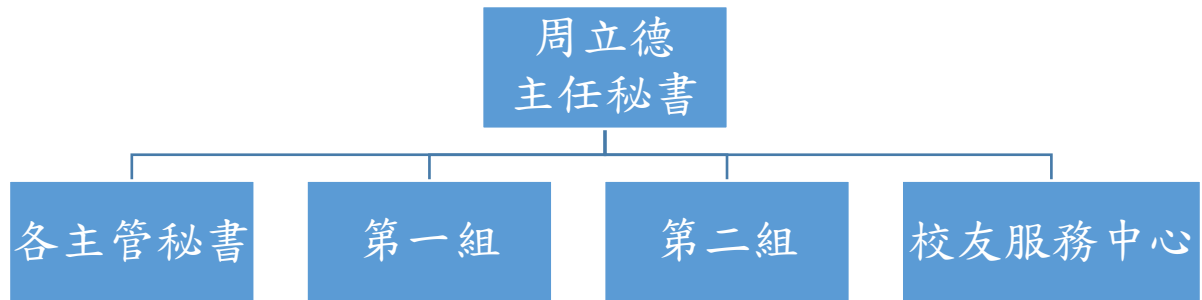 周立德
主任秘書
各主管秘書
第一組
第二組
校友服務中心